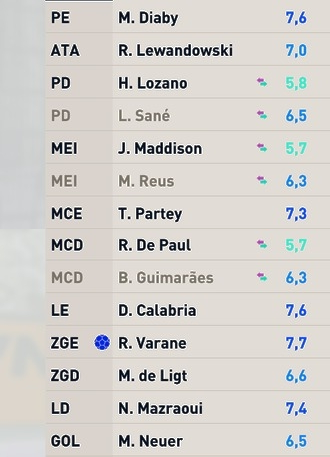 PE M. Diaby 7,6
ATA R. Lewandowski 7,0
PD H. Lozano 5,8
PD L. Sané 6,5
MEI J. Maddison 5,7
MEI M. Reus 6,3
MCE T. Partey 7,3
MCD R. De Paul 5,7
MCD B. Guimarães 6,3
LE D. Calabria 7,6
ZGE R. Varane 7,7
ZGD M. de Ligt 6,6
LD N. Mazraoui 7,4
GOL M. Neuer 6,5